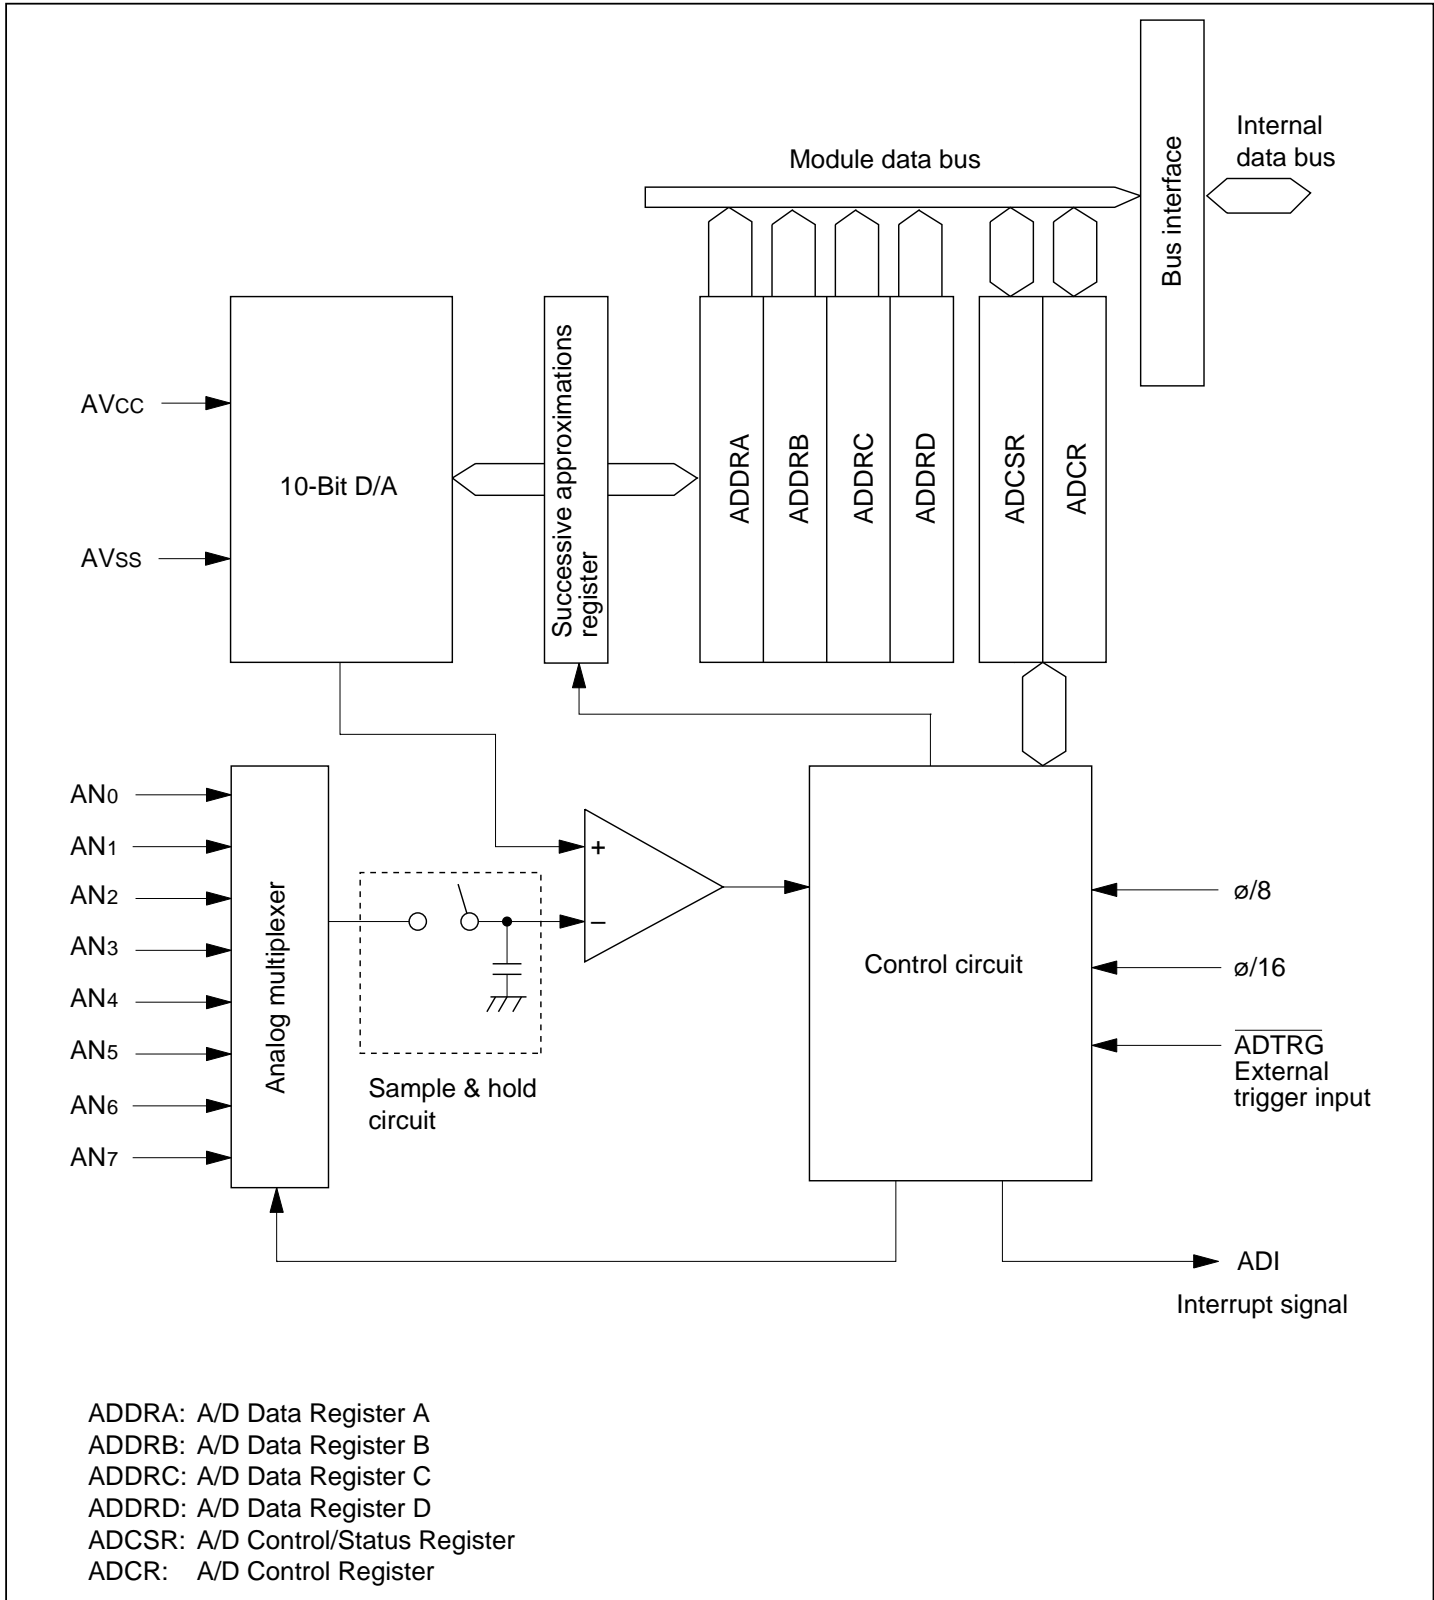 Internal
data bus
Module data bus
Bus interface
AVCC
10-Bit D/A
AVSS
Successive approximations
register
ADDRA
ADDRB
ADDRC
ADDRD
ADCSR
ADCR
AN0
AN1
AN2
AN3
AN4
AN5
AN6
AN7
Analog multiplexer
Sample & hold
circuit
+
−
Control circuit
ø/8
ø/16
ADTRG
External
trigger input
ADI
Interrupt signal
ADDRA: A/D Data Register A
ADDRB: A/D Data Register B
ADDRC: A/D Data Register C
ADDRD: A/D Data Register D
ADCSR: A/D Control/Status Register
ADCR: A/D Control Register